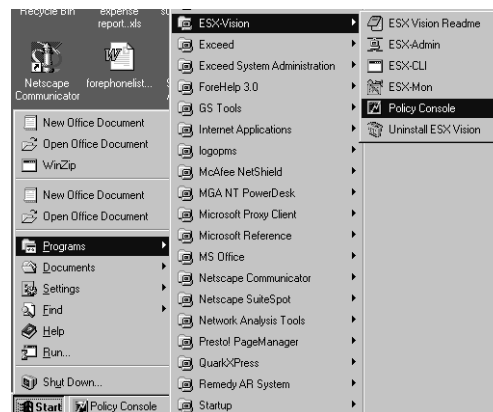 Recycle Bin
expense
report..xls
su
Netscape
Communicator
forephonelist...
New Office Document
Open Office Document
WinZip
New Office Document
Open Office Document
Programs
Documents
Settings
Find
Help
Run...
Shut Down...
Start
Policy Console
ESX-Vision
Exceed
Exceed System Administration
ForeHelp 3.0
GS Tools
Internet Applications
logopms
McAfee NetShield
MGA NT PowerDesk
Microsoft Proxy Client
Microsoft Reference
MS Office
Netscape Communicator
Netscape SuiteSpot
Network Analysis Tools
Presto! PageManager
QuarkXPress
Remedy AR System
Startup
ESX Vision Readme
ESX-Admin
ESX-CLI
ESX-Mon
Policy Console
Uninstall ESX Vision